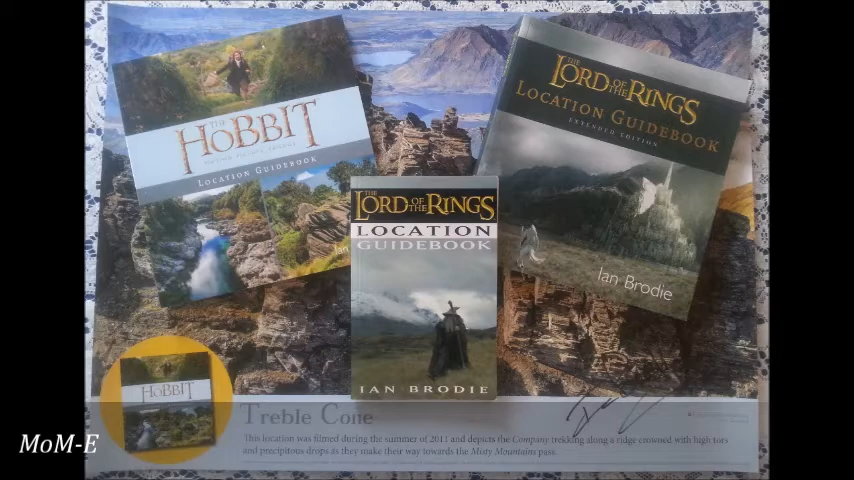 THE
HOBBIT
LOCATION GUIDEBOOK
Ian
THE
LORD OF THE RINGS
LOCATION GUIDEBOOK
EXTENDED EDITION
Ian Brodie
THE
LORD OF THE RINGS
LOCATION
GUIDEBOOK
IAN BRODIE
HOBBIT
Treble Cone
This location was filmed during the summer of 2011 and depicts the Company trekking along a ridge crowned with high tors
and precipitous drops as they make their way towards the Misty Mountains pass.
MoM-E